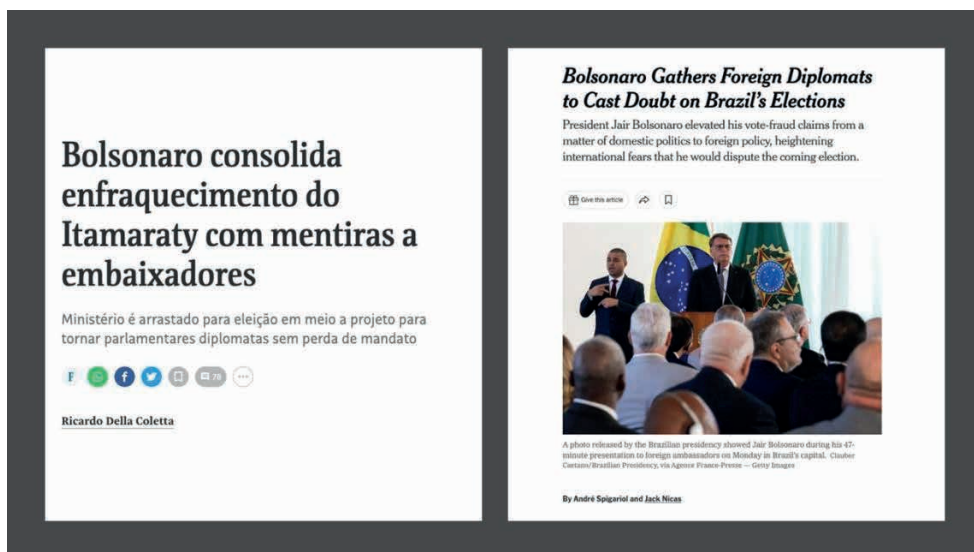 Bolsonaro consolida
enfraquecimento do
Itamaraty com mentiras a
embaixadores
Ministério é arrastado para eleição em meio a projeto para
tornar parlamentares diplomatas sem perda de mandato
F
f
78
Ricardo Della Coletta
Bolsonaro Gathers Foreign Diplomats
to Cast Doubt on Brazil's Elections
President Jair Bolsonaro elevated his vote-fraud claims from a
matter of domestic politics to foreign policy, heightening
international fears that he would dispute the coming election.
Give this article
A photo released by the Brazilian presidency showed Jair Bolsonaro during his 47-
minute presentation to foreign ambassadors on Monday in Brazil's capital. Clauber
Caetano/Brazilian Presidency, via Agence France-Presse — Getty Images
By André Spigariol and Jack Nicas